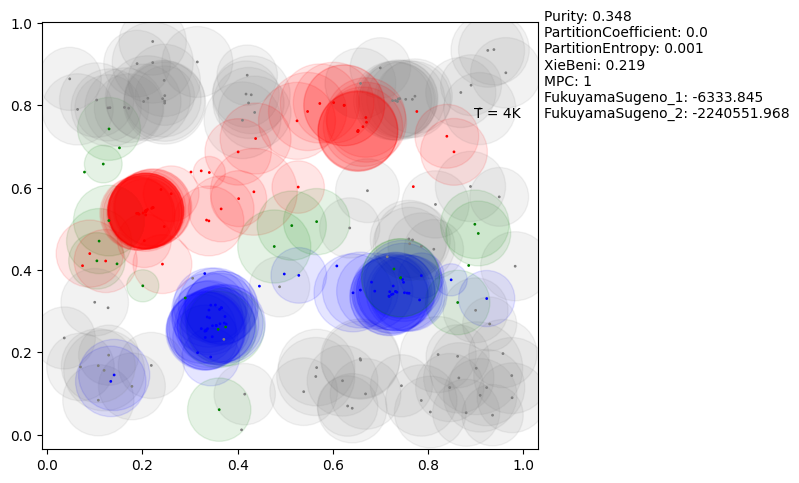 Purity: 0.348
PartitionCoefficient: 0.0
PartitionEntropy: 0.001
XieBeni: 0.219
MPC: 1
FukuyamaSugeno_1: -6333.845
FukuyamaSugeno_2: -2240551.968
T = 4K
1.0
0.8
0.6
0.4
0.2
0.0
0.0 0.2 0.4 0.6 0.8 1.0